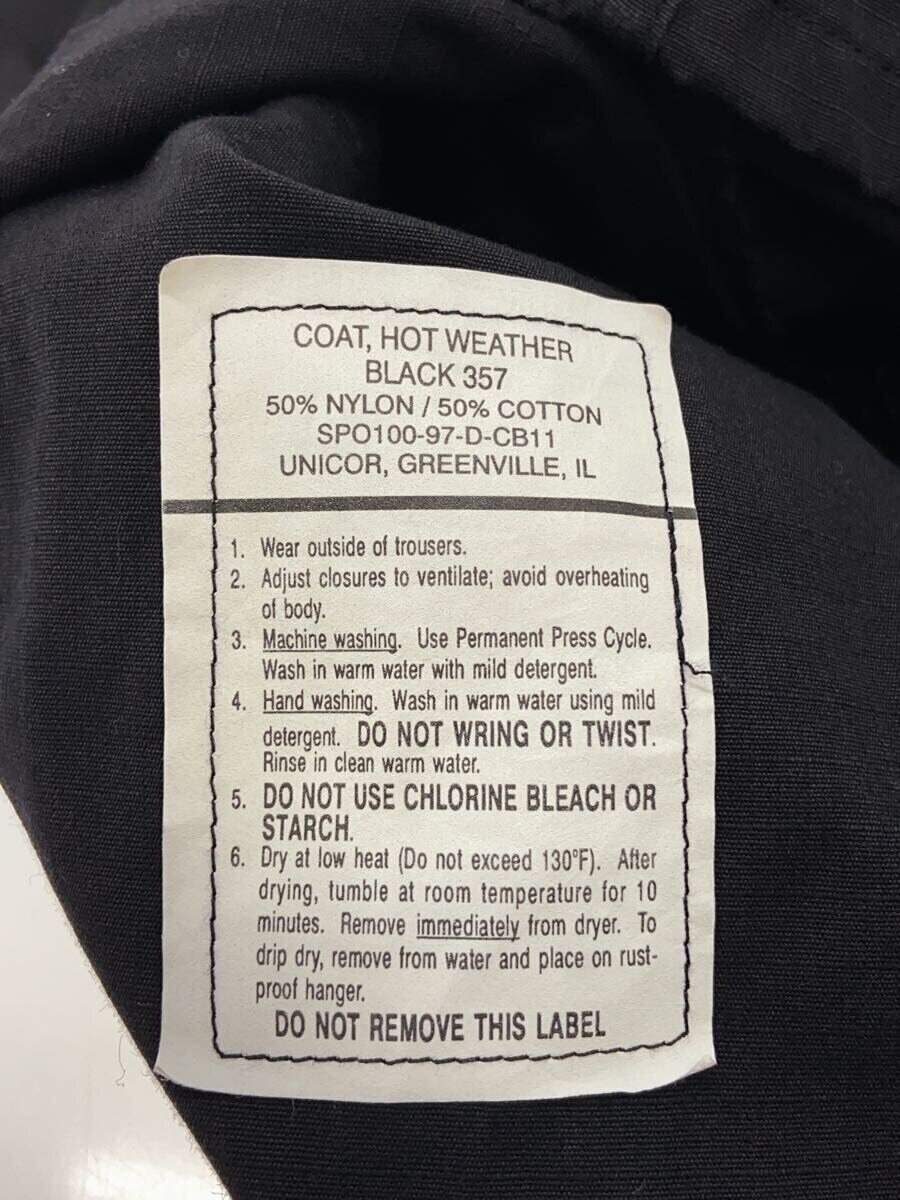 COAT, HOT WEATHER
BLACK 357
50% NYLON / 50% COTTON
SPO100-97-D-CB11
UNICOR, GREENVILLE, IL
1. Wear outside of trousers.
2. Adjust closures to ventilate; avoid overheating
of body.
3. Machine washing. Use Permanent Press Cycle.
Wash in warm water with mild detergent.
4. Hand washing. Wash in warm water using mild
detergent. DO NOT WRING OR TWIST.
Rinse in clean warm water.
5. DO NOT USE CHLORINE BLEACH OR
STARCH.
6. Dry at low heat (Do not exceed 130°F). After
drying, tumble at room temperature for 10
minutes. Remove immediately from dryer. To
drip dry, remove from water and place on rust-
proof hanger.
DO NOT REMOVE THIS LABEL